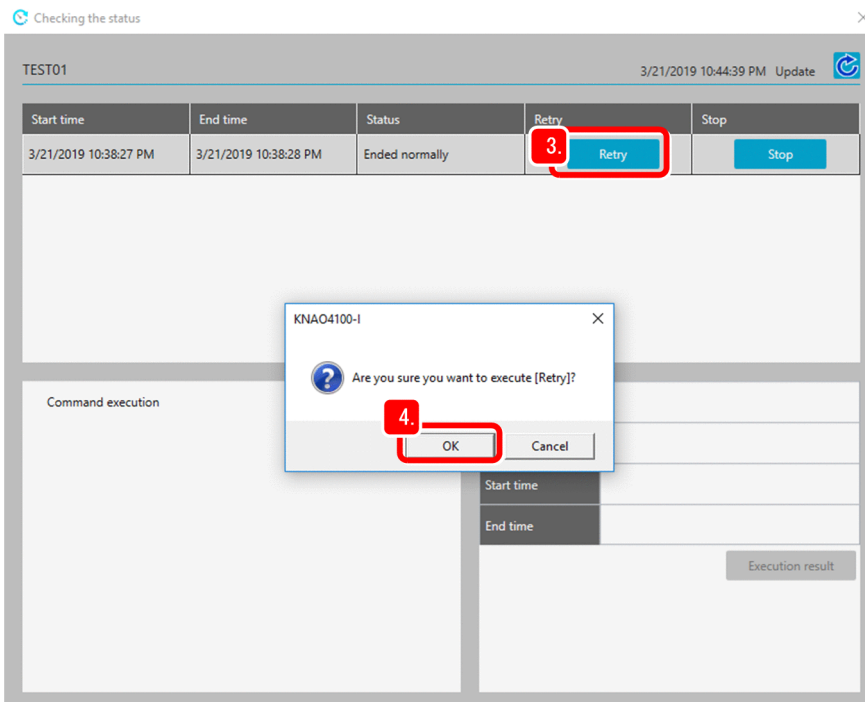 Checking the status
TEST01
3/21/2019 10:44:39 PM Update
Start time End time Status Retry Stop
3/21/2019 10:38:27 PM 3/21/2019 10:38:28 PM Ended normally 3. Retry Stop
KNAO4100-I
Are you sure you want to execute [Retry]?
4.
OK Cancel
Command execution
Start time
End time
Execution result